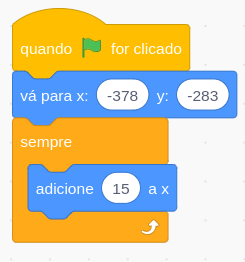 quando for clicado
vá para x: -378 y: -283
sempre
adicione 15 a x